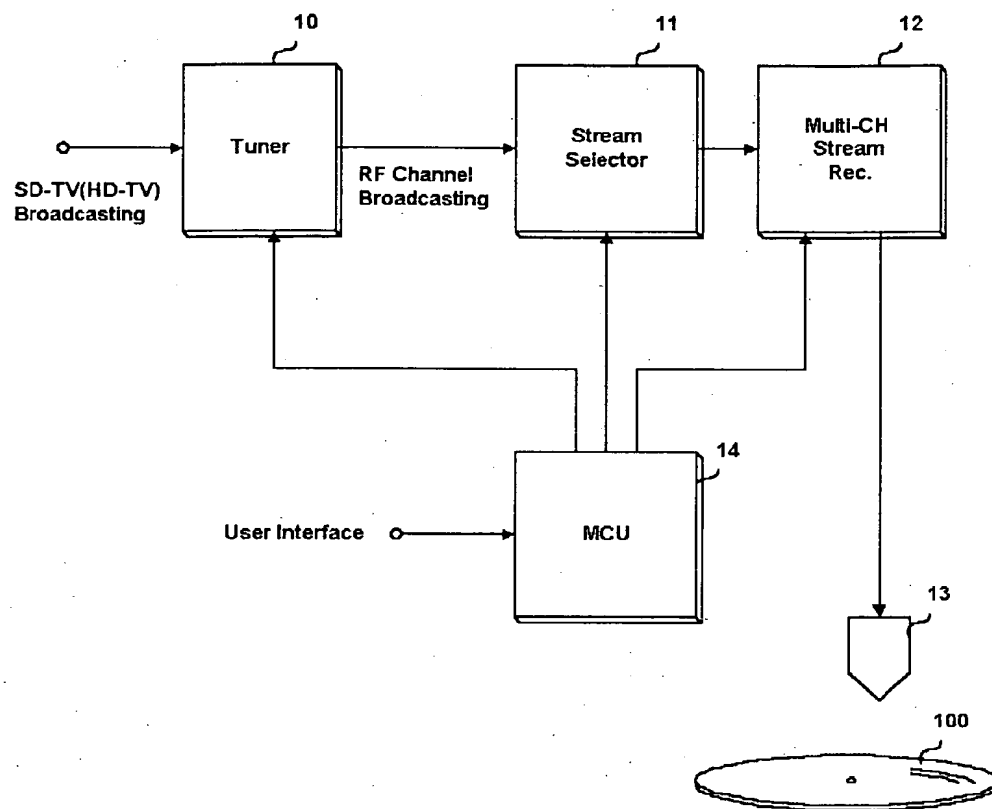 10
11
12
Tuner
Stream
Selector
Multi-CH
Stream
Rec.
SD-TV(HD-TV)
Broadcasting
RF Channel
Broadcasting
14
User Interface
MCU
13
100